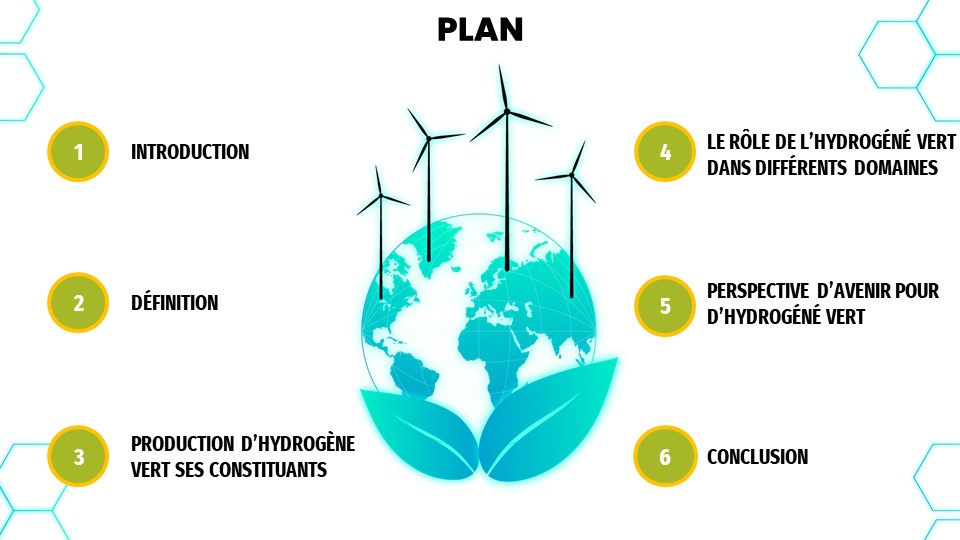 PLAN
1
INTRODUCTION
2
DÉFINITION
3
PRODUCTION D’HYDROGÈNE
VERT SES CONSTITUANTS
4
LE RÔLE DE L’HYDROGÉNÉ VERT
DANS DIFFÉRENTS DOMAINES
5
PERSPECTIVE D’AVENIR POUR
D’HYDROGÉNÉ VERT
6
CONCLUSION